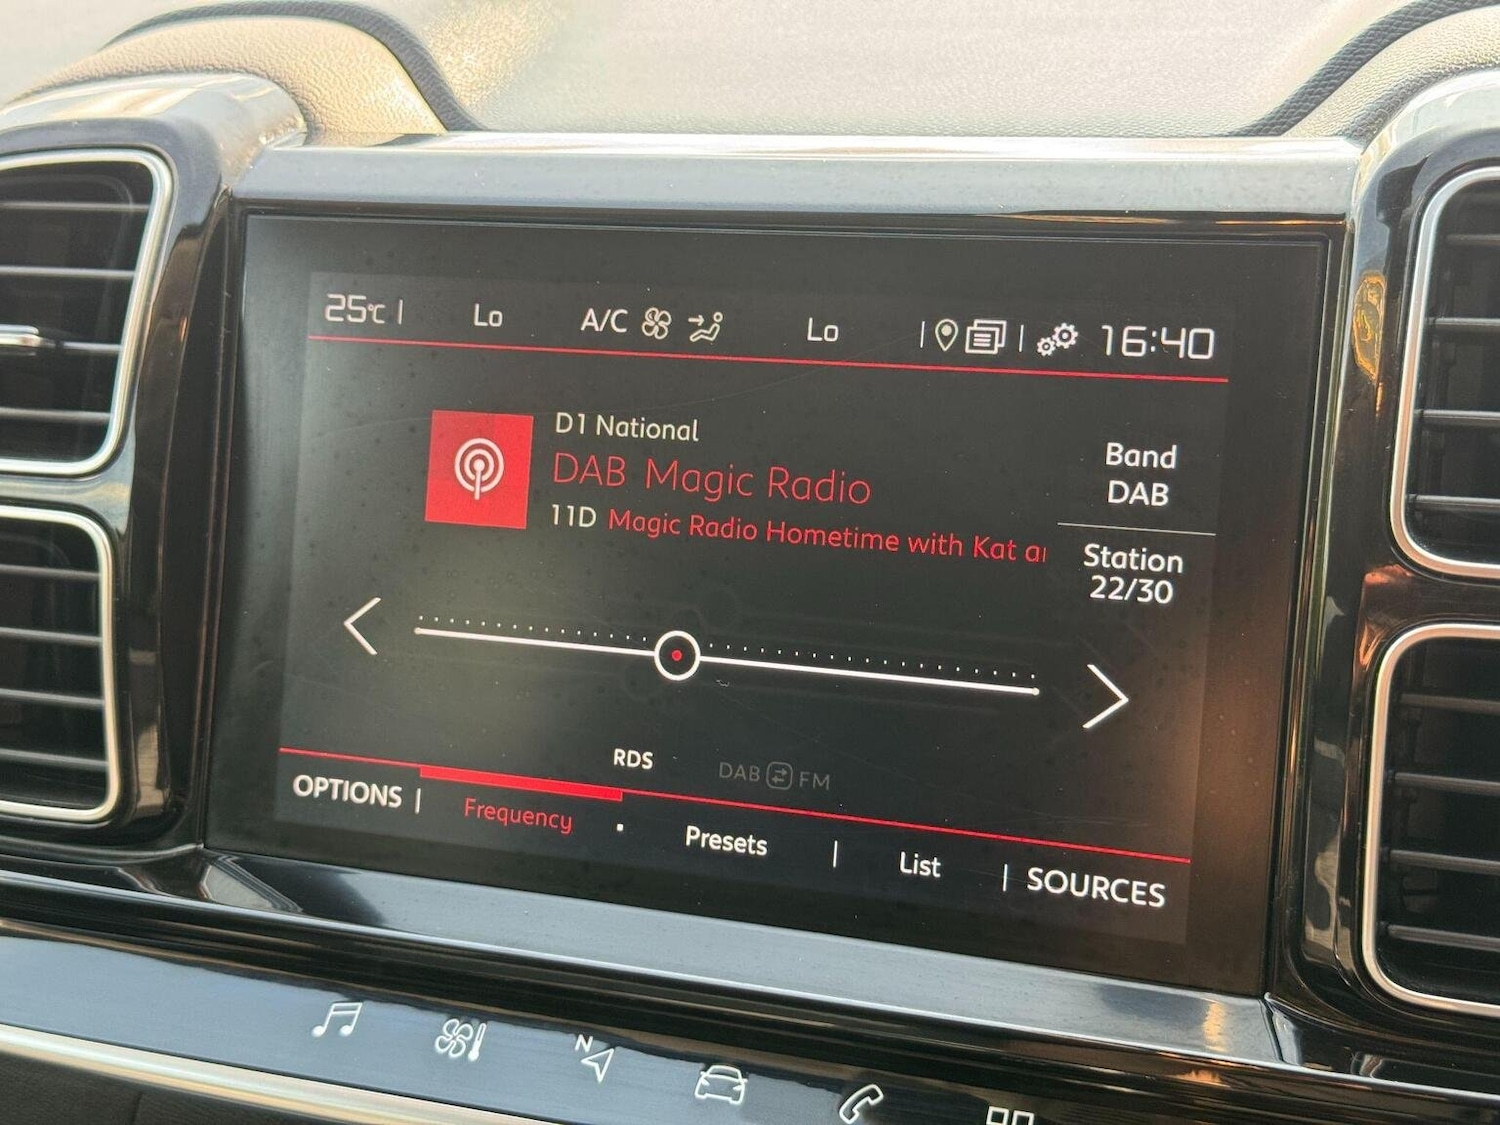 25°C | Lo A/C Lo | | 16:40
D1 National
DAB Magic Radio
11D Magic Radio Hometime with Kat
Band
DAB
Station
22/30
RDS DAB FM
OPTIONS | Frequency · Presets | List | SOURCES
N